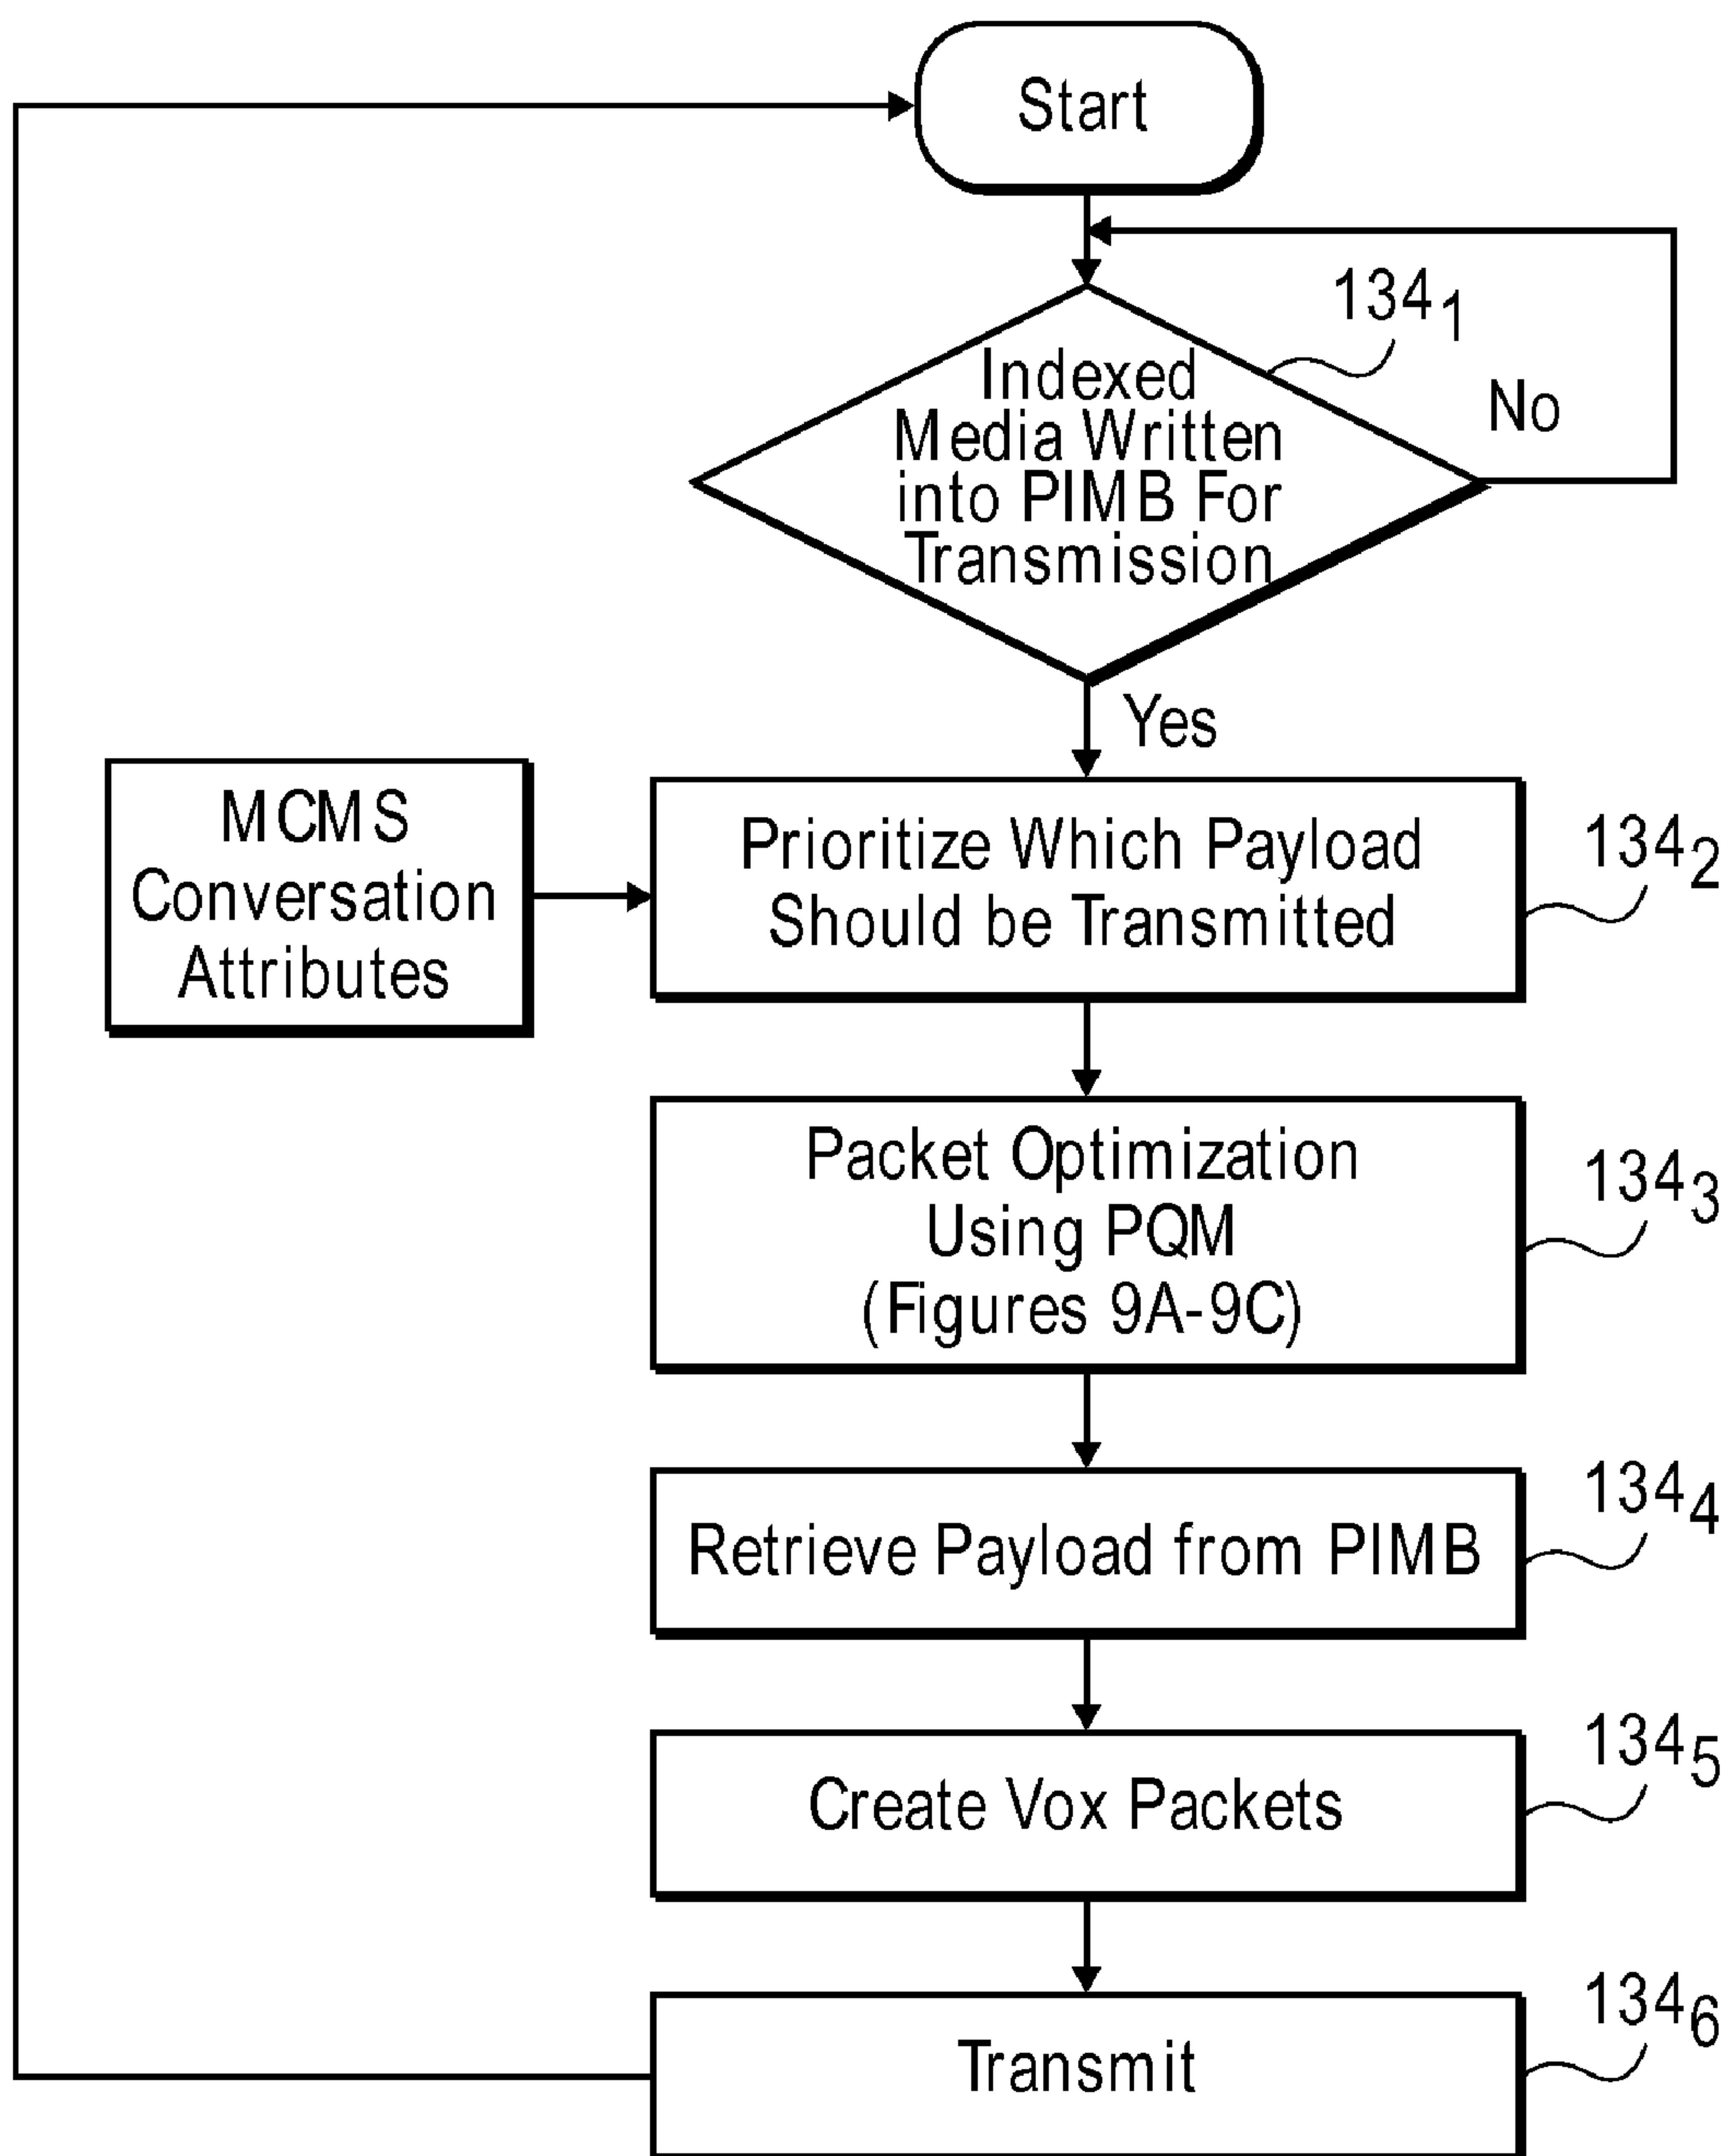 Start
134₁
Indexed
Media Written
into PIMB For
Transmission
No
Yes
MCMS
Conversation
Attributes
Prioritize Which Payload
Should be Transmitted
134₂
Packet Optimization
Using PQM
(Figures 9A-9C)
134₃
Retrieve Payload from PIMB
134₄
Create Vox Packets
134₅
Transmit
134₆